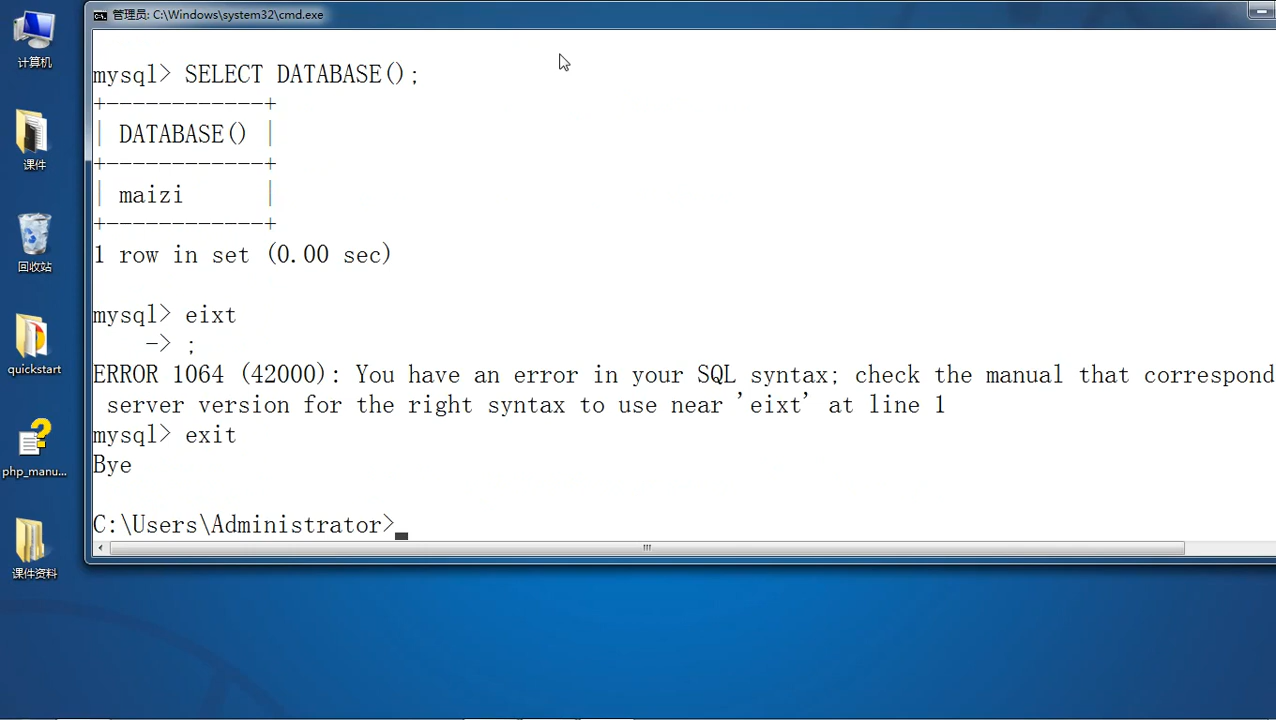 计算机
课件
回收站
quickstart
php_manu...
课件资料
管理员: C:\Windows\system32\cmd.exe
mysql> SELECT DATABASE();
+------------+
| DATABASE() |
+------------+
| maizi      |
+------------+
1 row in set (0.00 sec)
mysql> eixt
    -> ;
ERROR 1064 (42000): You have an error in your SQL syntax; check the manual that correspond
 server version for the right syntax to use near 'eixt' at line 1
mysql> exit
Bye
C:\Users\Administrator>